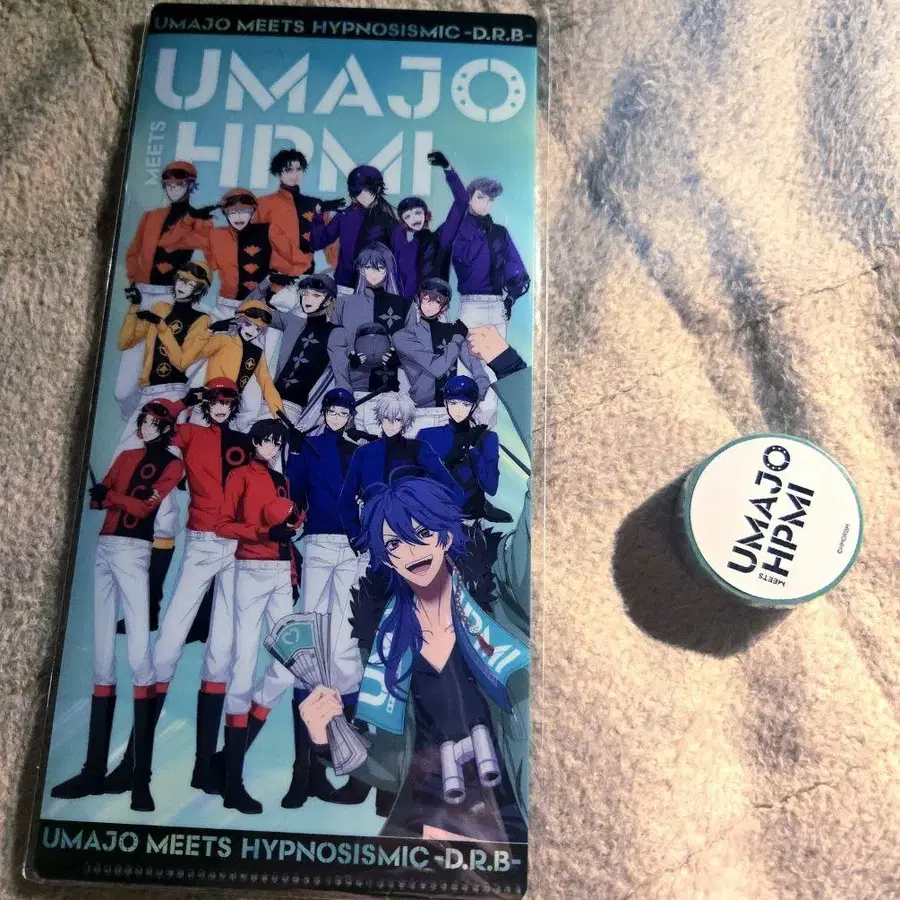 UMAJO MEETS HYPNOSISMIC -D.R.B-
UMAJO
MEETS
HPMI
UMAJO MEETS HYPNOSISMIC -D.R.B-
UMAJO
MEETS
HPMI